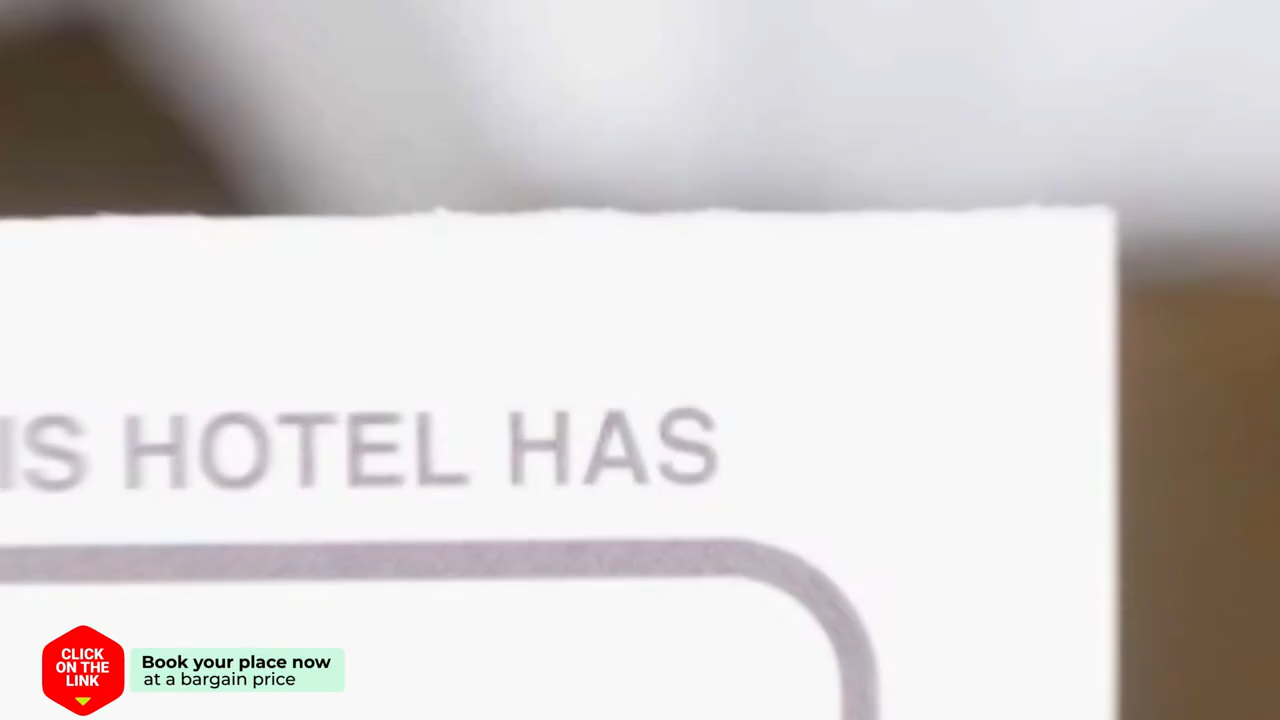 IS HOTEL HAS
CLICK
ON THE
LINK
Book your place now
at a bargain price